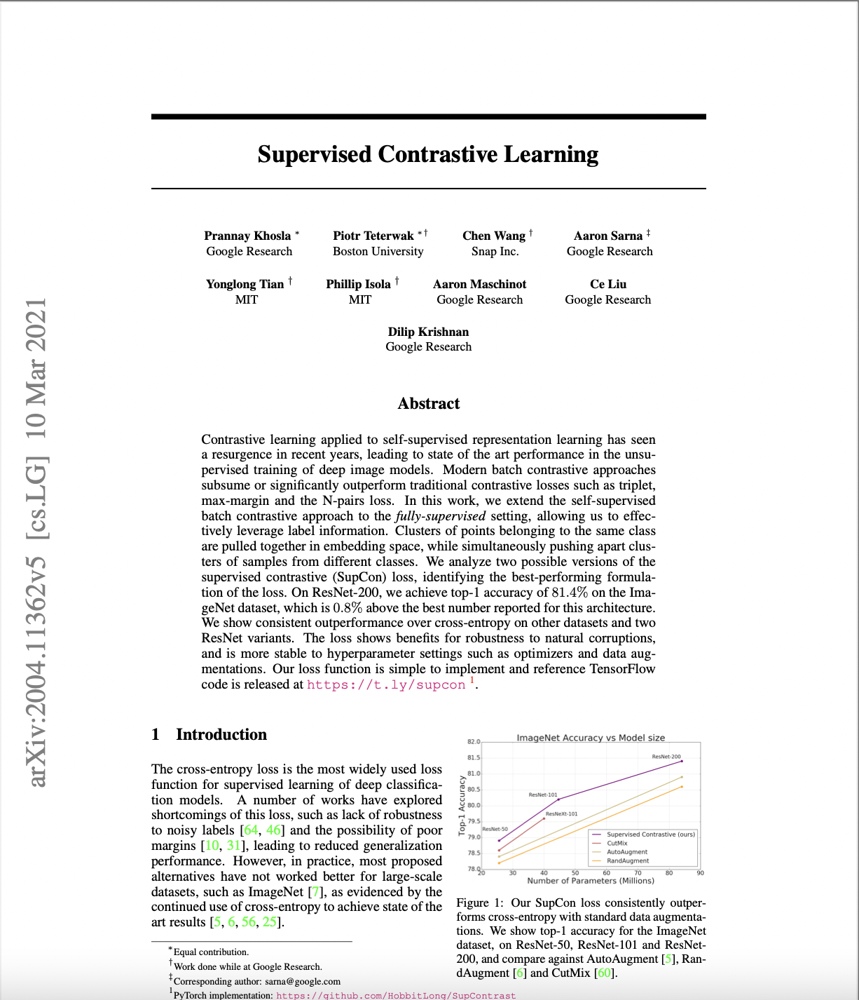 Supervised Contrastive Learning
Prannay Khosla * Piotr Teterwak *† Chen Wang † Aaron Sarna ‡
Google Research Boston University Snap Inc. Google Research
Yonglong Tian † Phillip Isola † Aaron Maschinot Ce Liu
MIT MIT Google Research Google Research
Dilip Krishnan
Google Research
arXiv:2004.11362v5 [cs.LG] 10 Mar 2021
Abstract
Contrastive learning applied to self-supervised representation learning has seen
a resurgence in recent years, leading to state of the art performance in the unsu-
pervised training of deep image models. Modern batch contrastive approaches
subsume or significantly outperform traditional contrastive losses such as triplet,
max-margin and the N-pairs loss. In this work, we extend the self-supervised
batch contrastive approach to the fully-supervised setting, allowing us to effec-
tively leverage label information. Clusters of points belonging to the same class
are pulled together in embedding space, while simultaneously pushing apart clus-
ters of samples from different classes. We analyze two possible versions of the
supervised contrastive (SupCon) loss, identifying the best-performing formula-
tion of the loss. On ResNet-200, we achieve top-1 accuracy of 81.4% on the Ima-
geNet dataset, which is 0.8% above the best number reported for this architecture.
We show consistent outperformance over cross-entropy on other datasets and two
ResNet variants. The loss shows benefits for robustness to natural corruptions,
and is more stable to hyperparameter settings such as optimizers and data aug-
mentations. Our loss function is simple to implement and reference TensorFlow
code is released at https://t.ly/supcon 1.
1 Introduction
The cross-entropy loss is the most widely used loss
function for supervised learning of deep classifica-
tion models. A number of works have explored
shortcomings of this loss, such as lack of robustness
to noisy labels [64, 46] and the possibility of poor
margins [10, 31], leading to reduced generalization
performance. However, in practice, most proposed
alternatives have not worked better for large-scale
datasets, such as ImageNet [7], as evidenced by the
continued use of cross-entropy to achieve state of the
art results [5, 6, 56, 25].
*Equal contribution.
†Work done while at Google Research.
‡Corresponding author: sarna@google.com
1PyTorch implementation: https://github.com/HobbitLong/SupContrast
ImageNet Accuracy vs Model size
Top-1 Accuracy
82.0
81.5
81.0
80.5
80.0
79.5
79.0
78.5
78.0
ResNet-200
ResNet-101
ResNeXt-101
ResNet-50
Supervised Contrastive (ours)
CutMix
AutoAugment
RandAugment
20 30 40 50 60 70 80 90
Number of Parameters (Millions)
Figure 1: Our SupCon loss consistently outper-
forms cross-entropy with standard data augmenta-
tions. We show top-1 accuracy for the ImageNet
dataset, on ResNet-50, ResNet-101 and ResNet-
200, and compare against AutoAugment [5], Ran-
dAugment [6] and CutMix [60].